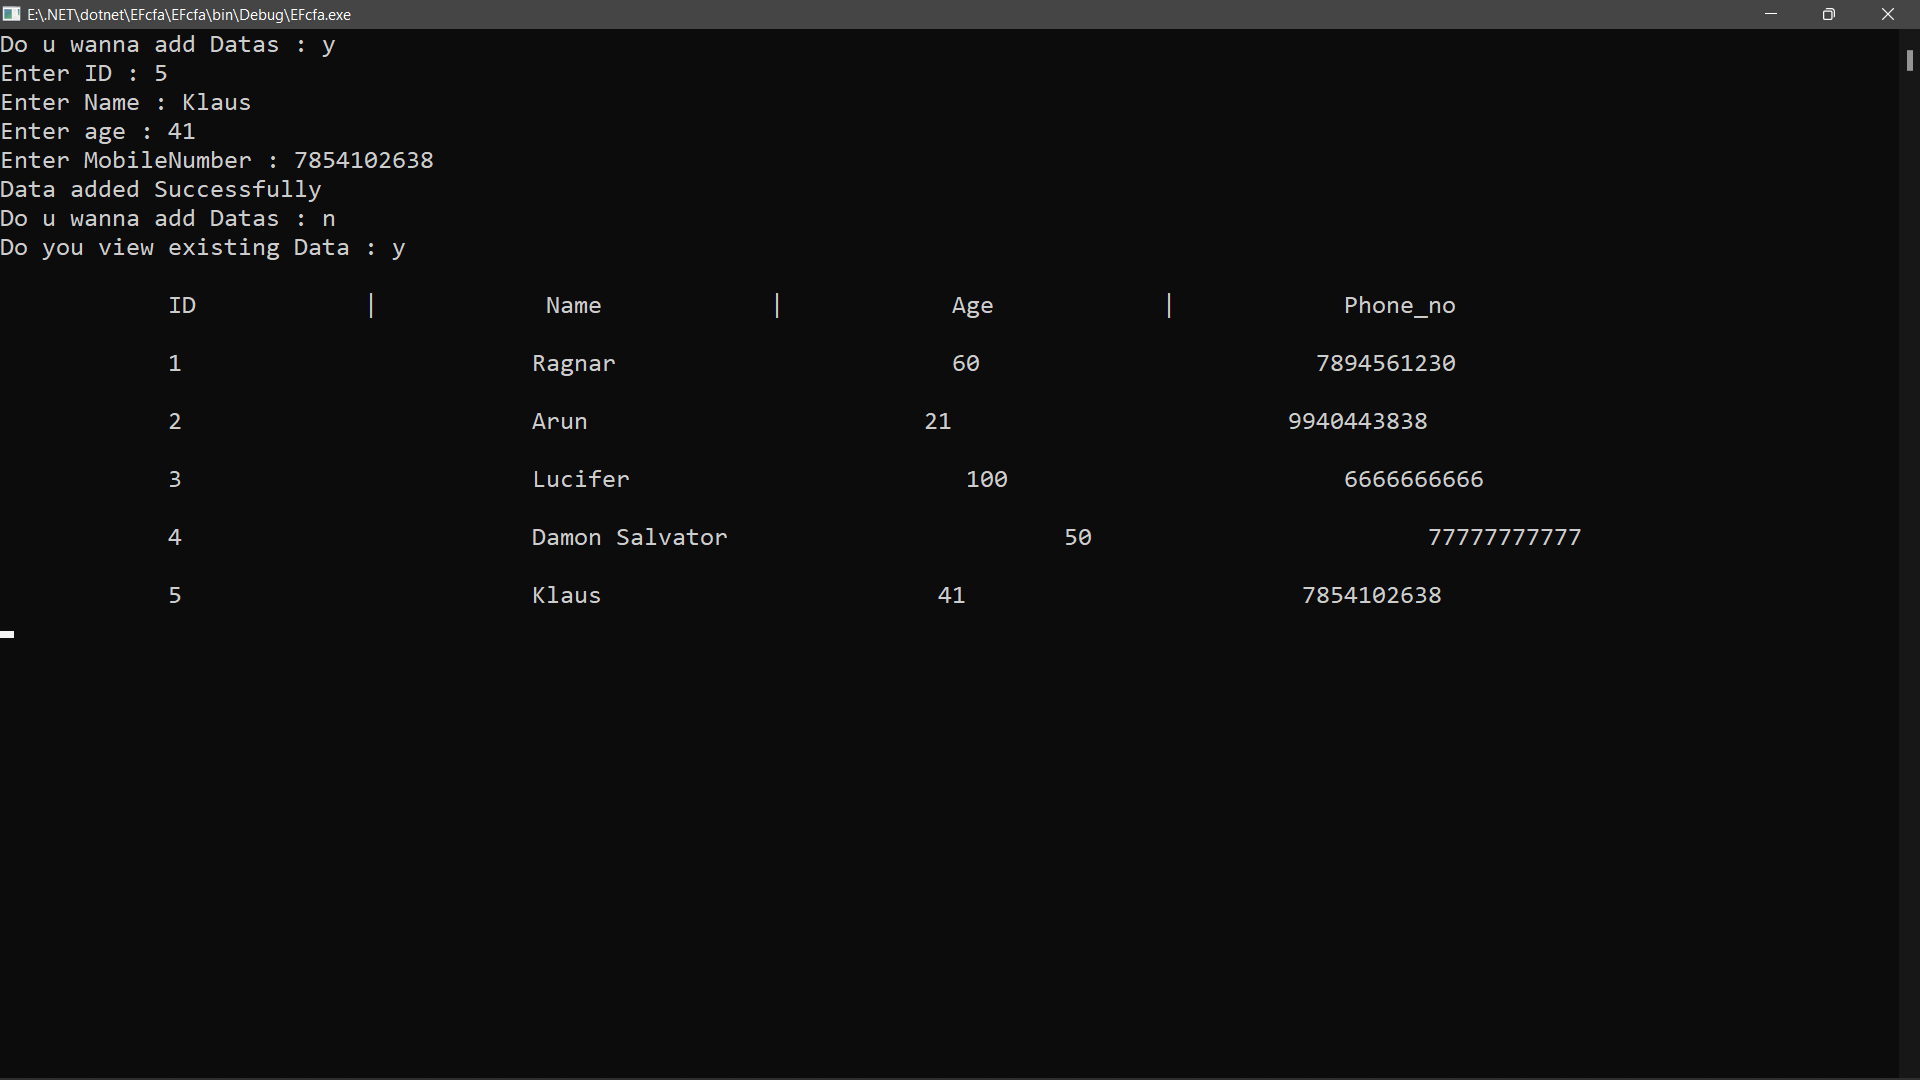 E:\.NET\dotnet\EFcfa\EFcfa\bin\Debug\EFcfa.exe
Do u wanna add Datas : y
Enter ID : 5
Enter Name : Klaus
Enter age : 41
Enter MobileNumber : 7854102638
Data added Successfully
Do u wanna add Datas : n
Do you view existing Data : y
ID | Name | Age | Phone_no
1 Ragnar 60 7894561230
2 Arun 21 9940443838
3 Lucifer 100 6666666666
4 Damon Salvator 50 77777777777
5 Klaus 41 7854102638